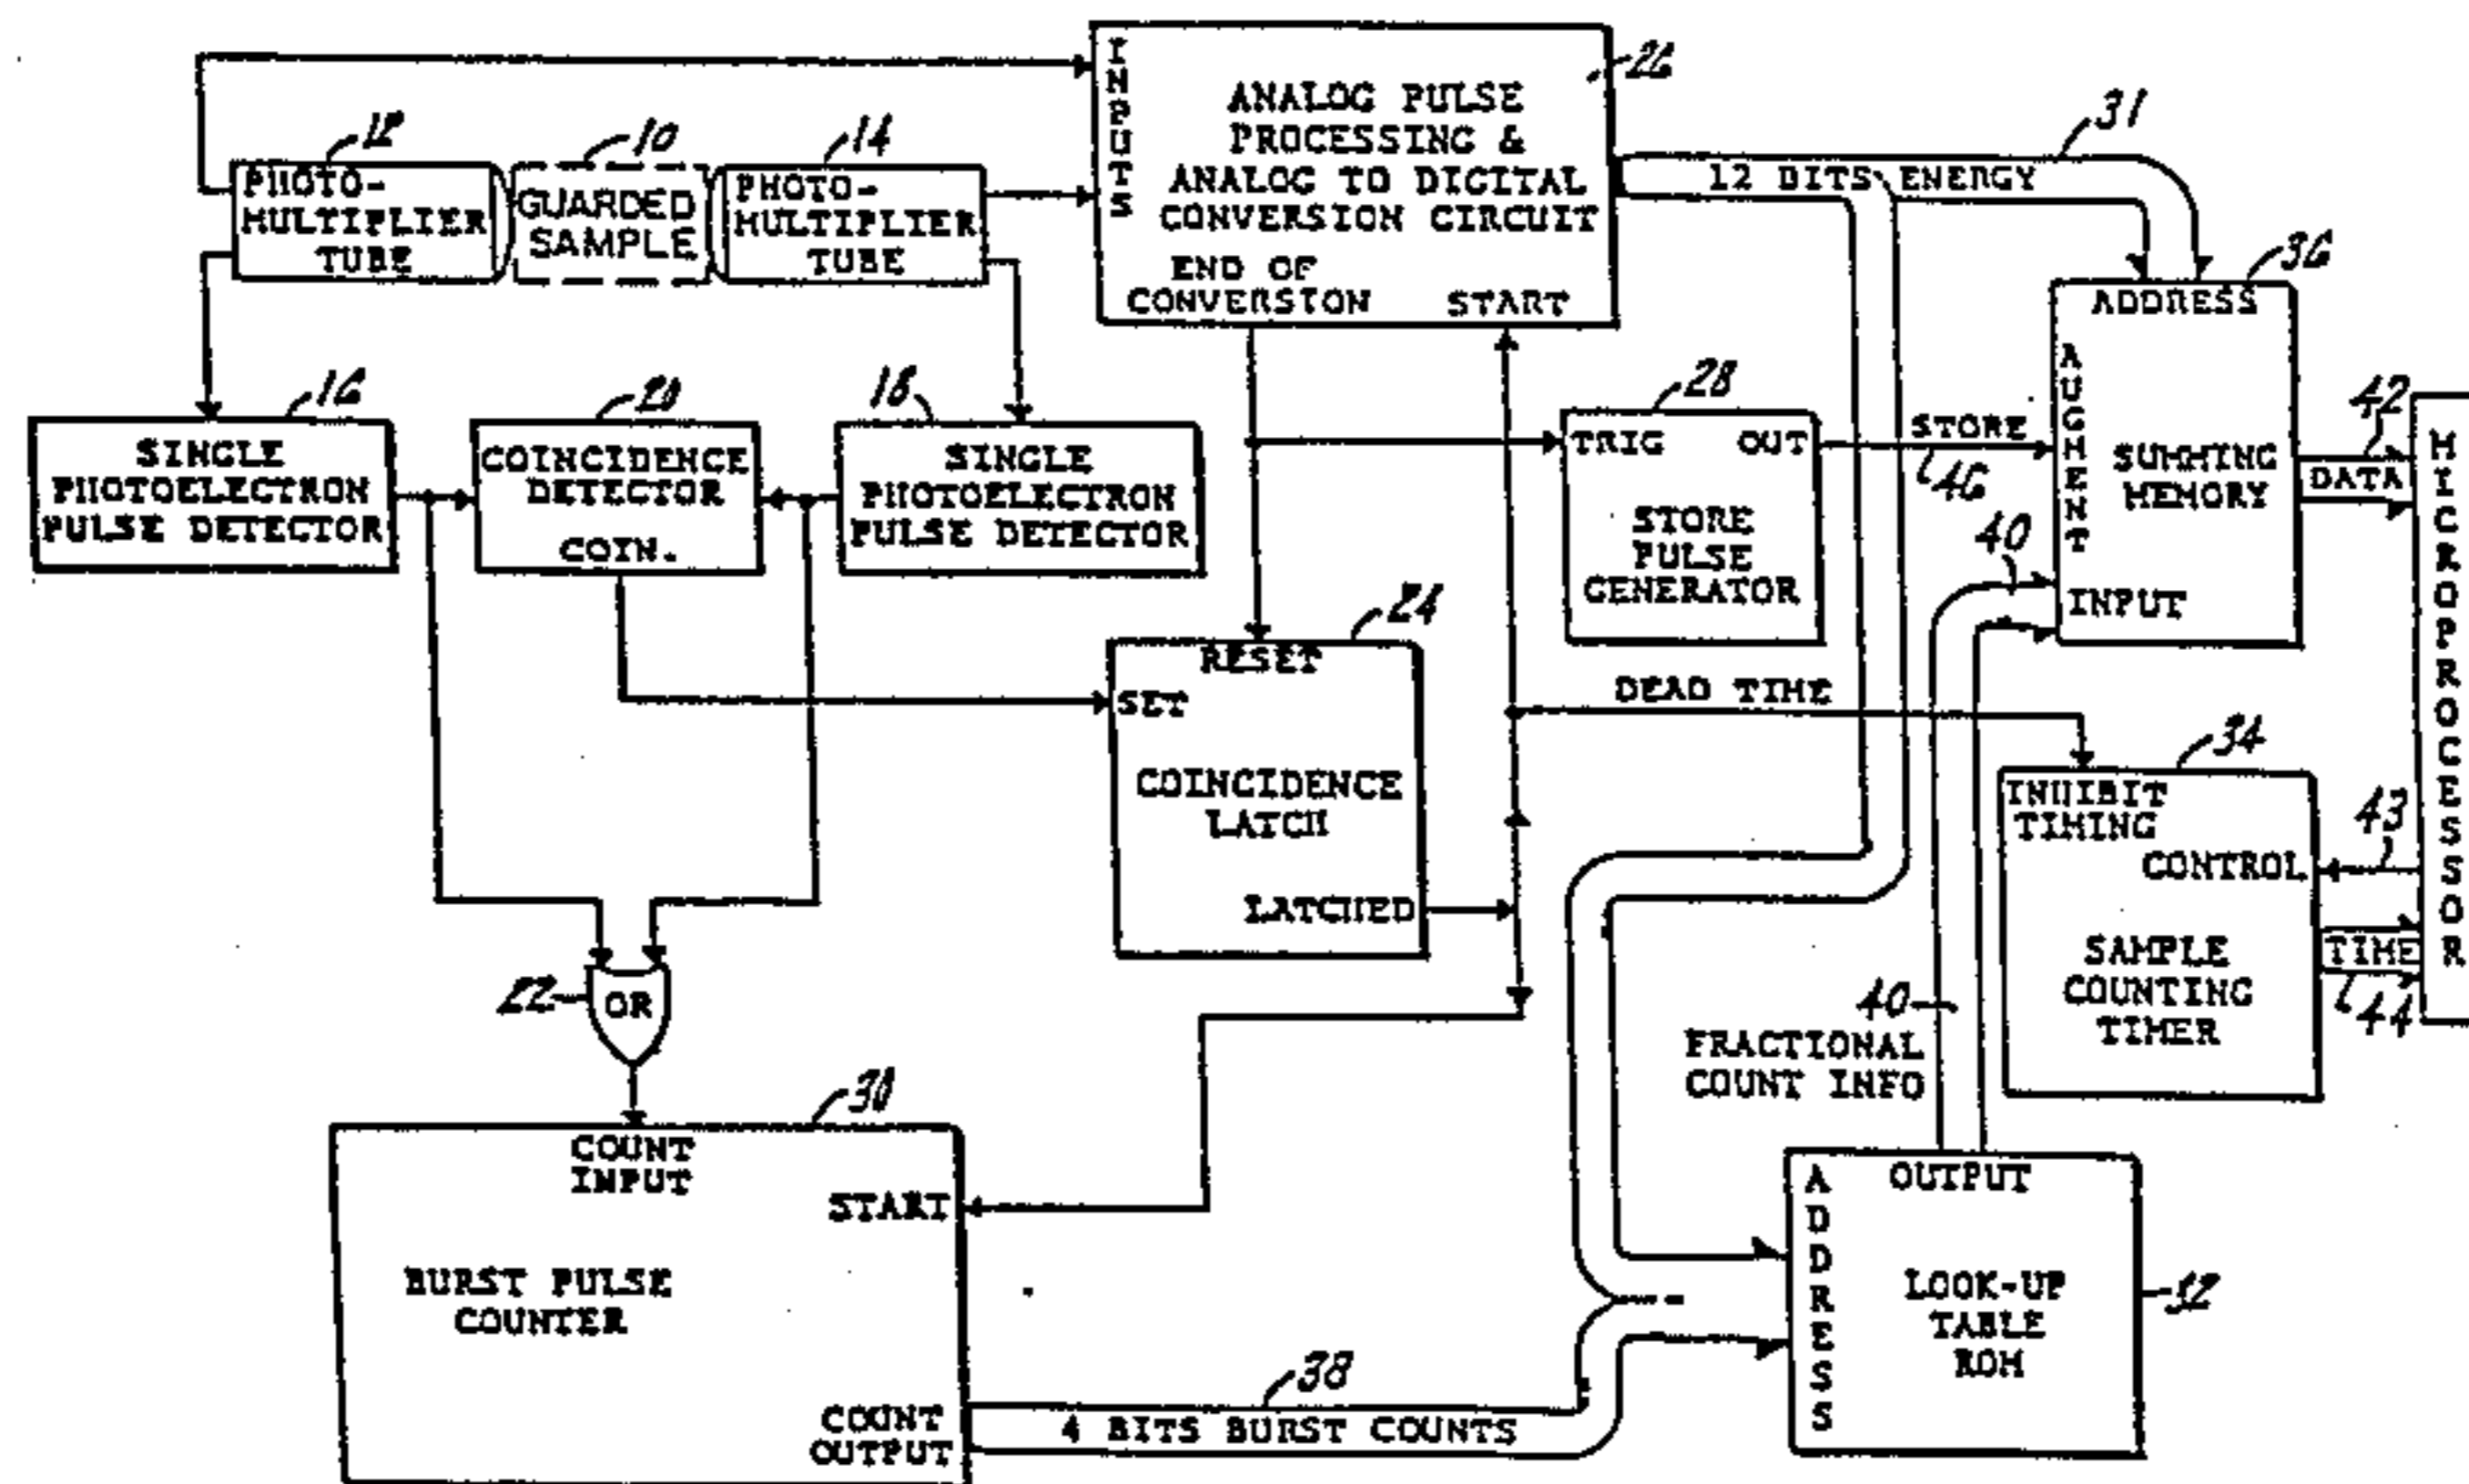 INPUTS
ANALOG PULSE
PROCESSING &
ANALOG TO DIGITAL
CONVERSION CIRCUIT
END OF
CONVERSION
START
26
12
PHOTO-
MULTIPLIER
TUBE
10
GUARDED
SAMPLE
14
PHOTO-
MULTIPLIER
TUBE
31
12 BITS ENERGY
36
ADDRESS
AUGMENT
SUMMING
MEMORY
INPUT
16
SINGLE
PHOTOELECTRON
PULSE DETECTOR
20
COINCIDENCE
DETECTOR
COIN.
18
SINGLE
PHOTOELECTRON
PULSE DETECTOR
28
TRIG OUT
STORE
PULSE
GENERATOR
STORE
46
42
DATA
MICROPROCESSOR
40
24
RESET
SET
COINCIDENCE
LATCH
LATCHED
DEAD TIME
34
INHIBIT
TIMING
CONTROL
SAMPLE
COUNTING
TIMER
43
TIME
44
22
OR
40
FRACTIONAL
COUNT INFO
30
COUNT
INPUT
START
BURST PULSE
COUNTER
COUNT
OUTPUT
38
4 BITS BURST COUNTS
ADDRESS
OUTPUT
LOOK-UP
TABLE
ROM
32